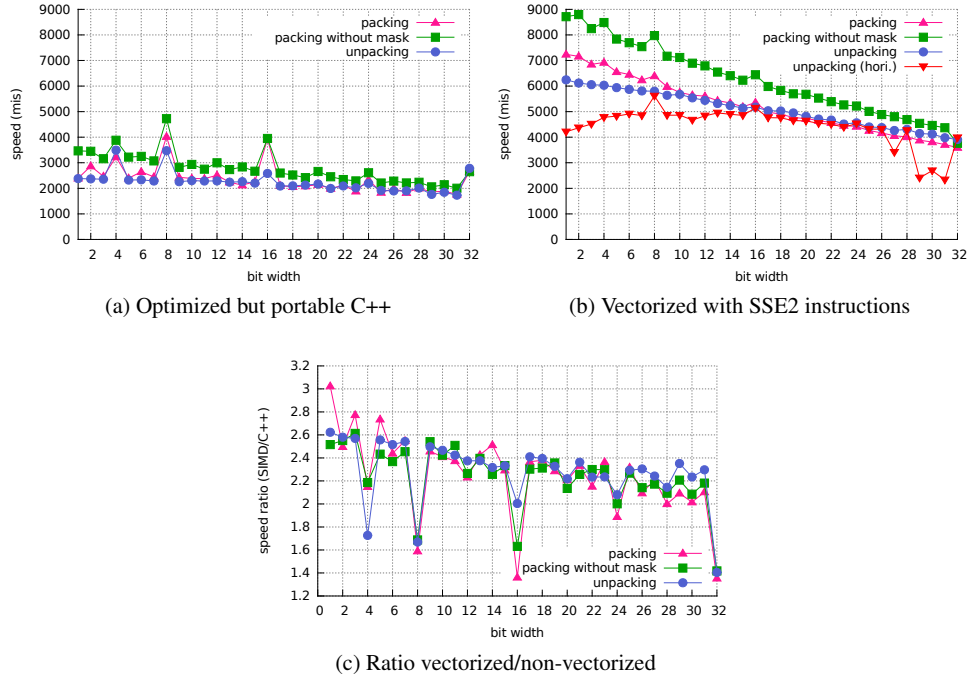 9000
8000
7000
6000
5000
4000
3000
2000
1000
0
speed (mis)
packing
packing without mask
unpacking
2 4 6 8 10 12 14 16 18 20 22 24 26 28 30 32
bit width
(a) Optimized but portable C++
9000
8000
7000
6000
5000
4000
3000
2000
1000
0
speed (mis)
packing
packing without mask
unpacking
unpacking (hori.)
2 4 6 8 10 12 14 16 18 20 22 24 26 28 30 32
bit width
(b) Vectorized with SSE2 instructions
3.2
3
2.8
2.6
2.4
2.2
2
1.8
1.6
1.4
1.2
speed ratio (SIMD/C++)
packing
packing without mask
unpacking
0 2 4 6 8 10 12 14 16 18 20 22 24 26 28 30 32
bit width
(c) Ratio vectorized/non-vectorized